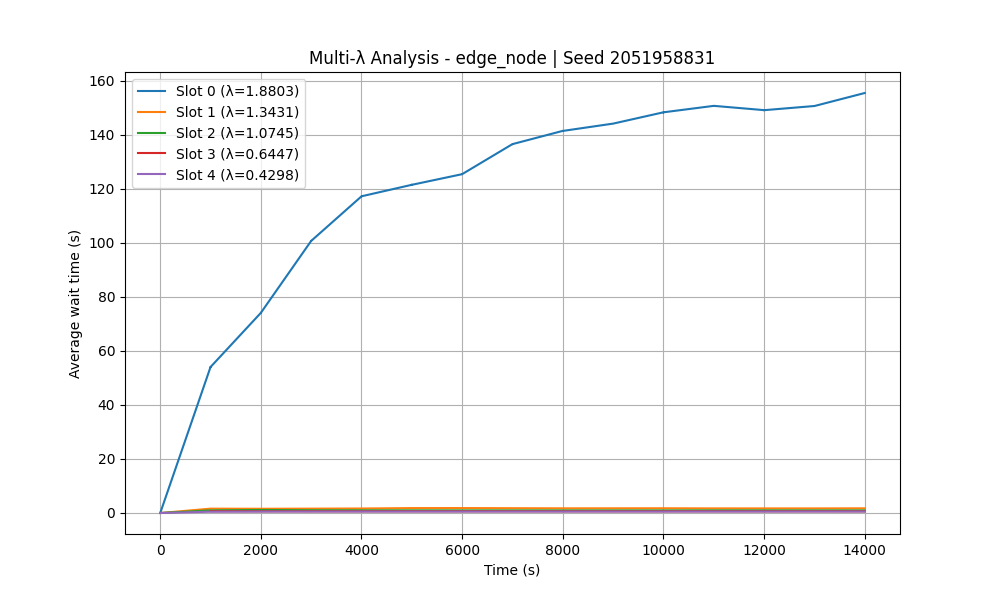 Multi-λ Analysis - edge_node | Seed 2051958831
Average wait time (s)
160
140
120
100
80
60
40
20
0
Slot 0 (λ=1.8803)
Slot 1 (λ=1.3431)
Slot 2 (λ=1.0745)
Slot 3 (λ=0.6447)
Slot 4 (λ=0.4298)
0 2000 4000 6000 8000 10000 12000 14000
Time (s)